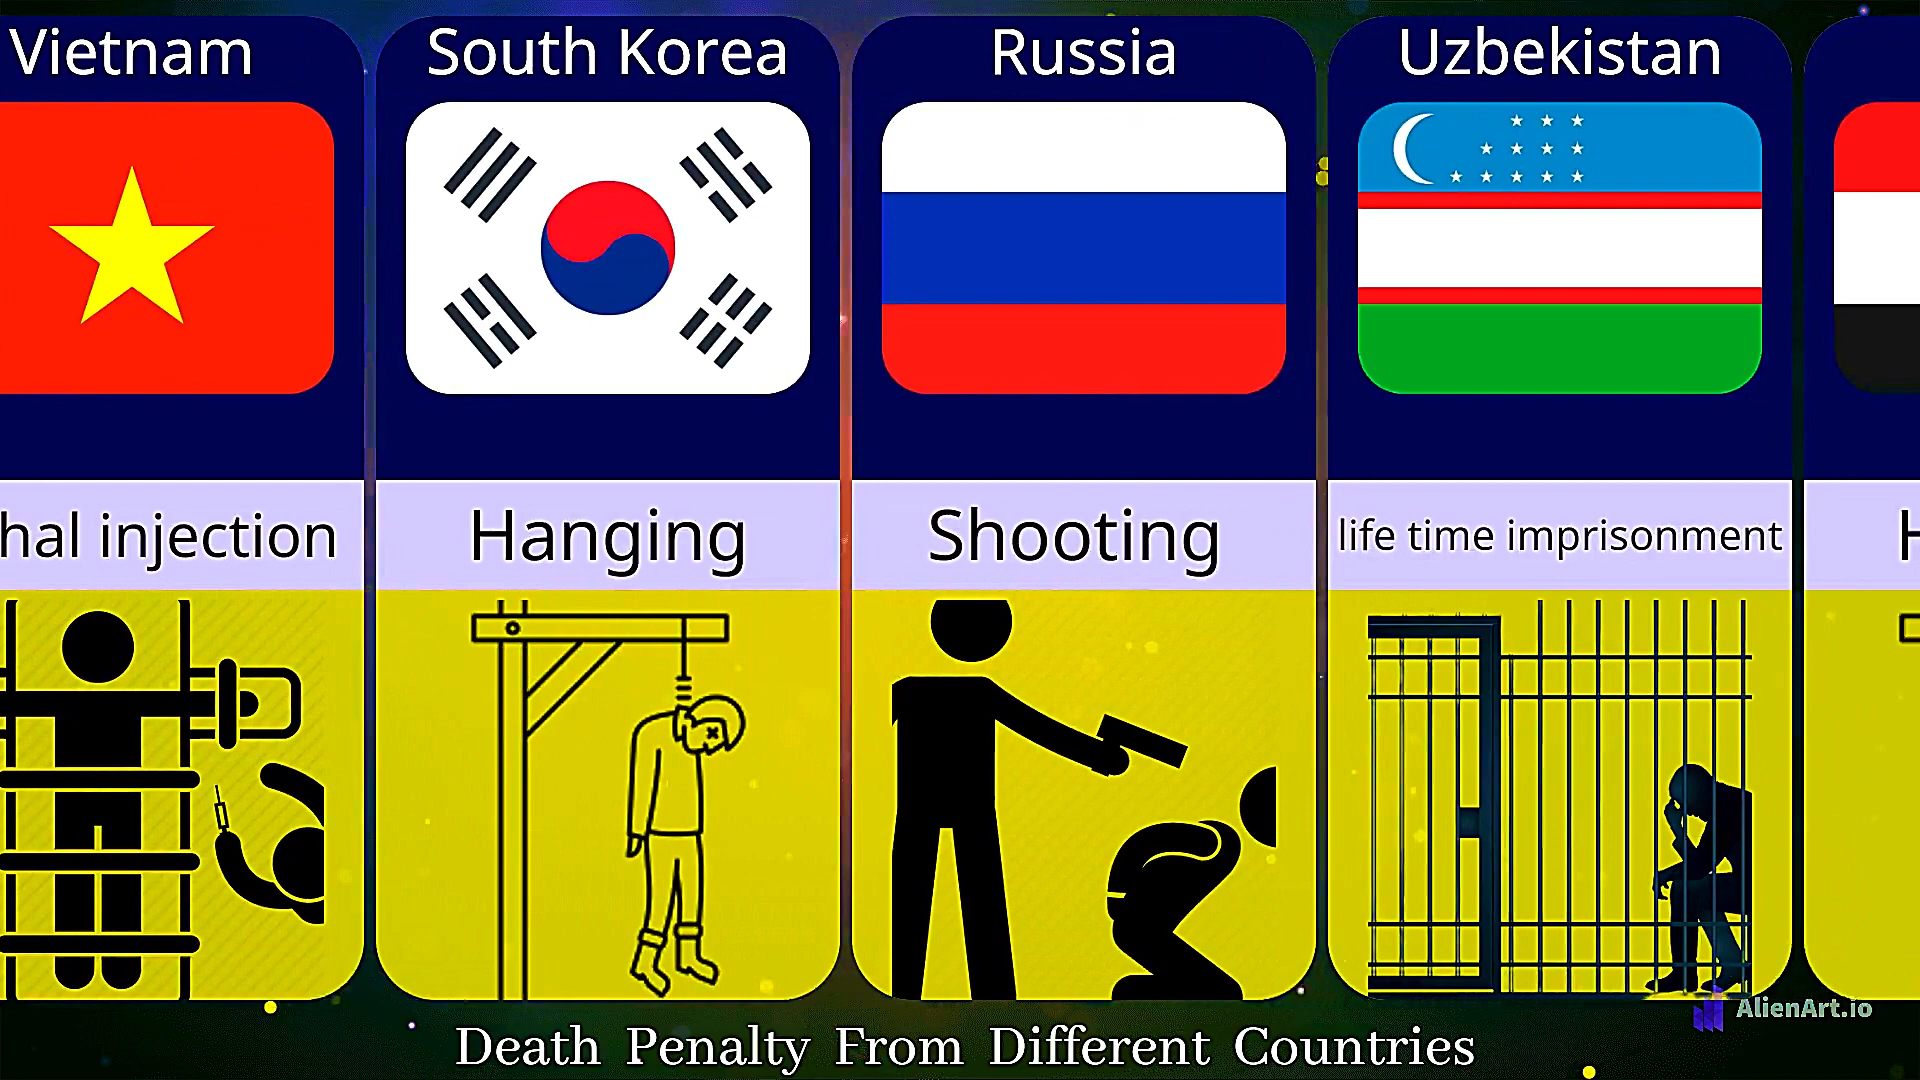 Vietnam
South Korea
Russia
Uzbekistan
hal injection
Hanging
Shooting
life time imprisonment
H
AlienArt.io
Death Penalty From Different Countries